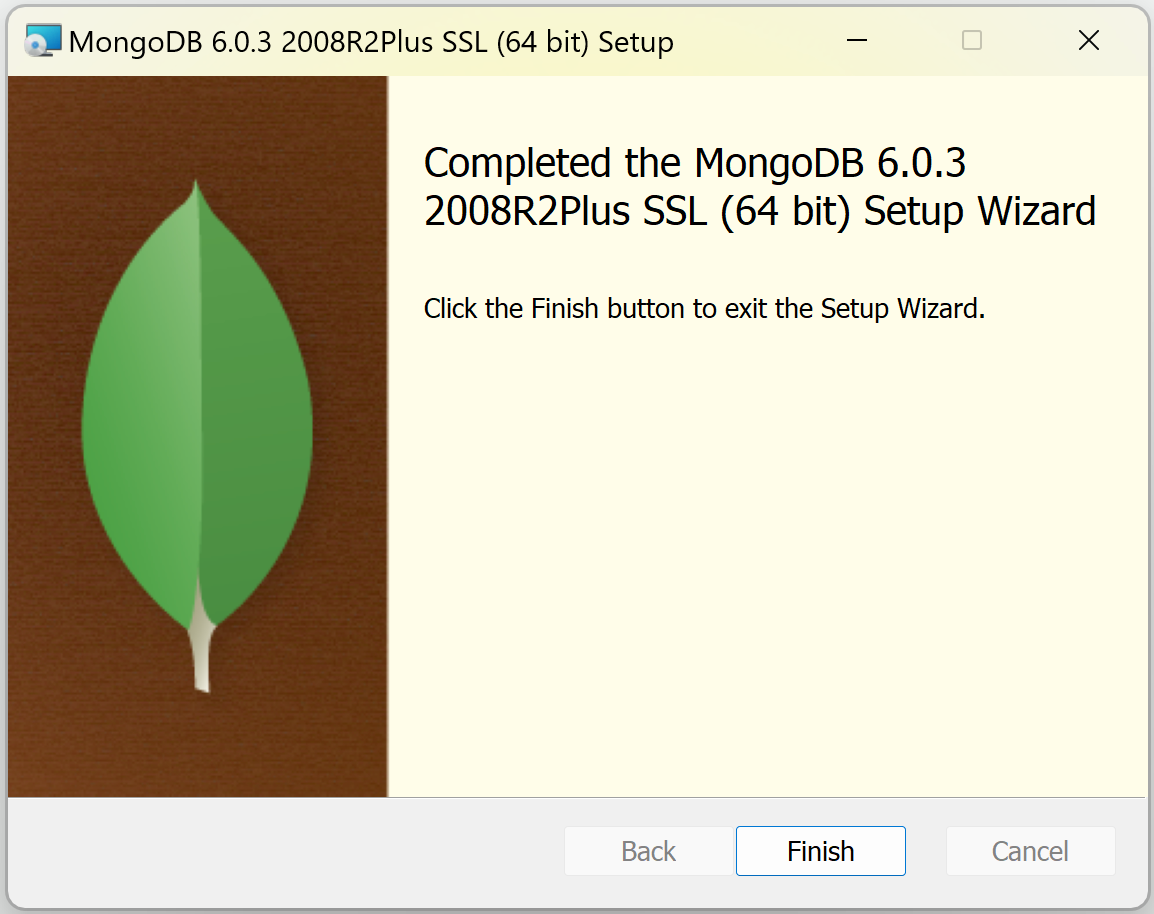 MongoDB 6.0.3 2008R2Plus SSL (64 bit) Setup
Completed the MongoDB 6.0.3
2008R2Plus SSL (64 bit) Setup Wizard
Click the Finish button to exit the Setup Wizard.
Back
Finish
Cancel